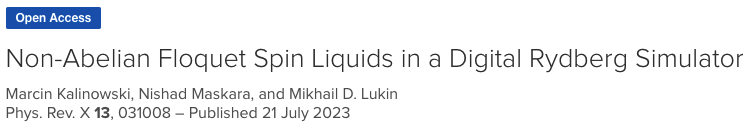 Open Access
Non-Abelian Floquet Spin Liquids in a Digital Rydberg Simulator
Marcin Kalinowski, Nishad Maskara, and Mikhail D. Lukin
Phys. Rev. X 13, 031008 – Published 21 July 2023